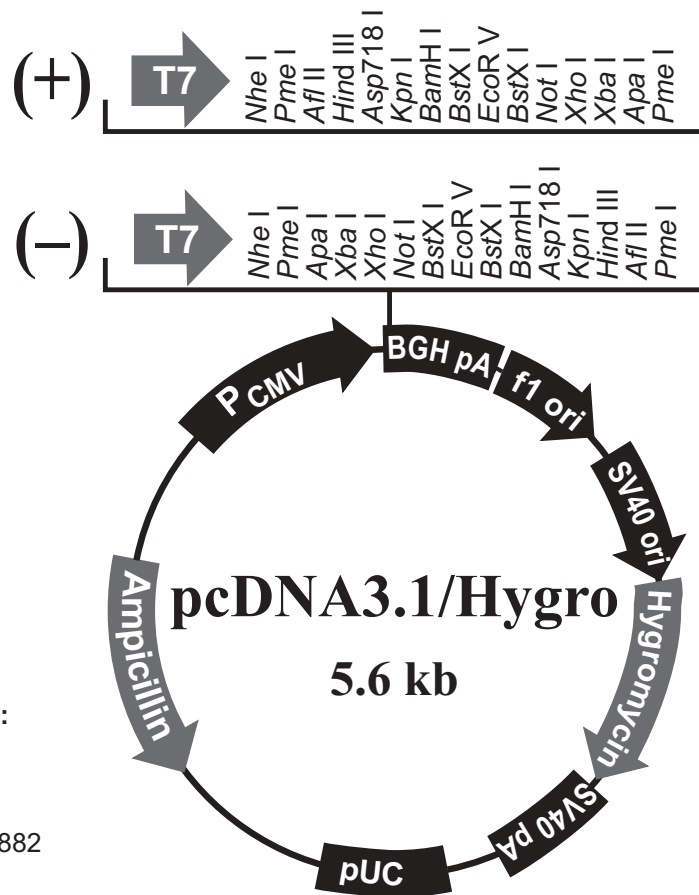 (+)
T7
Nhe I
Pme I
Afl II
Hind III
Asp718 I
Kpn I
BamH I
BstX I
EcoR V
BstX I
Not I
Xho I
Xba I
Apa I
Pme I
(–)
T7
Nhe I
Pme I
Apa I
Xba I
Xho I
Not I
BstX I
EcoR V
BstX I
BamH I
Asp718 I
Kpn I
Hind III
Afl II
Pme I
P CMV
BGH pA
f1 ori
SV40 ori
Hygromycin
SV40 pA
pUC
Ampicillin
pcDNA3.1/Hygro
5.6 kb
:
882